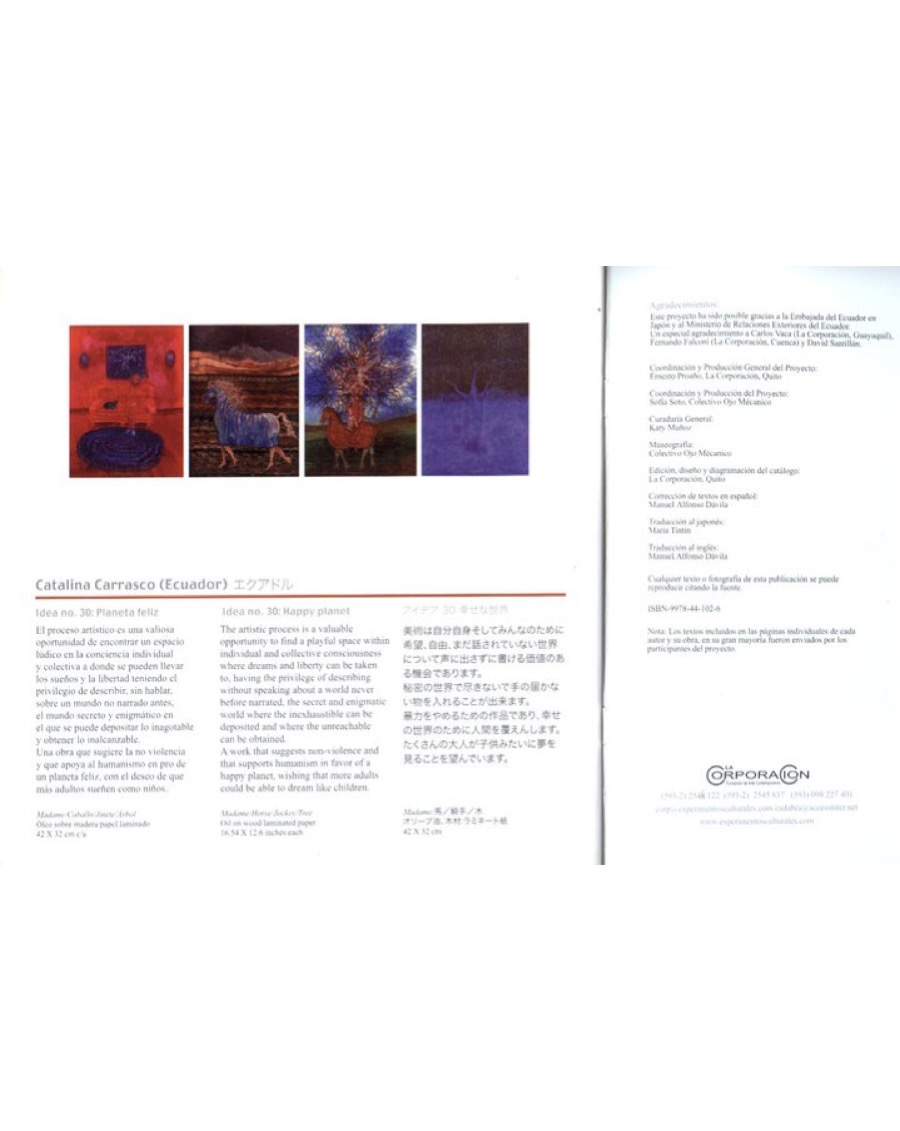 Catalina Carrasco (Ecuador) エクアドル
Idea no. 30: Planeta feliz
El proceso artístico es una valiosa
oportunidad de encontrar un espacio
lúdico en la conciencia individual
y colectiva a donde se pueden llevar
los sueños y la libertad teniendo el
privilegio de describir, sin hablar,
sobre un mundo no narrado antes,
el mundo secreto y enigmático en
el que se puede depositar lo inagotable
y obtener lo inalcanzable.
Una obra que sugiere la no violencia
y que apoya al humanismo en pro de
un planeta feliz, con el deseo de que
más adultos sueñen como niños.
Madame/Caballo/Jinete/Árbol
Óleo sobre madera papel laminado
42 X 32 cm c/u
Idea no. 30: Happy planet
The artistic process is a valuable
opportunity to find a playful space within
individual and collective consciousness
where dreams and liberty can be taken
to, having the privilege of describing
without speaking about a world never
before narrated, the secret and enigmatic
world where the inexhaustible can be
deposited and where the unreachable
can be obtained.
A work that suggests non-violence and
that supports humanism in favor of a
happy planet, wishing that more adults
could be able to dream like children.
Madame/Horse/Jockey/Tree
Oil on wood laminated paper
16.54 X 12.6 inches each
アイデア 30 幸せな世界
美術は自分自身そしてみんなのために
希望、自由、まだ話されていない世界
について声に出さずに書ける価値のあ
る機会であります。
秘密の世界で尽きないで手の届かな
い物を入れることが出来ます。
暴力をやめるための作品であり、幸せ
の世界のために人間を覆えんします。
たくさんの大人が子供みたいに夢を
見ることを望んでいます。
Madame/馬/騎手/木
オリーブ油、木材/ラミネート紙
42 X 32 cm
Agradecimientos:
Este proyecto ha sido posible gracias a la Embajada del Ecuador en
Japón y al Ministerio de Relaciones Exteriores del Ecuador.
Un especial agradecimiento a Carlos Vaca (La Corporación, Guayaquil),
Fernando Falconí (La Corporación, Cuenca) y David Santillán.
Coordinación y Producción General del Proyecto:
Ernesto Proaño, La Corporación, Quito
Coordinación y Producción del Proyecto:
Sofía Soto, Colectivo Ojo Mécanico
Curaduría General:
Katy Muñoz
Museografía:
Colectivo Ojo Mécanico
Edición, diseño y diagramación del catálogo:
La Corporación, Quito
Corrección de textos en español:
Manuel Alfonso Dávila
Traducción al japonés:
María Tintín
Traducción al inglés:
Manuel Alfonso Dávila
Cualquier texto o fotografía de esta publicación se puede
reproducir citando la fuente.
ISBN-9978-44-102-6
Nota: Los textos incluidos en las páginas individuales de cada
autor y su obra, en su gran mayoría fueron enviados por los
participantes del proyecto.
LA
CORPORACION
(593-2) 2548 122 (593-2) 2545 637 (593) 098 227 401
www.experimentosculturales.com